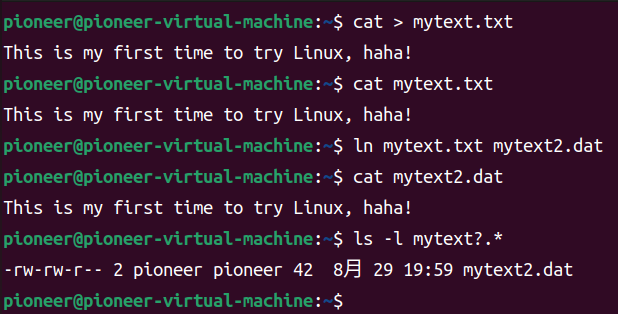 pioneer@pioneer-virtual-machine:~$ cat > mytext.txt
This is my first time to try Linux, haha!
pioneer@pioneer-virtual-machine:~$ cat mytext.txt
This is my first time to try Linux, haha!
pioneer@pioneer-virtual-machine:~$ ln mytext.txt mytext2.dat
pioneer@pioneer-virtual-machine:~$ cat mytext2.dat
This is my first time to try Linux, haha!
pioneer@pioneer-virtual-machine:~$ ls -l mytext?.*
-rw-rw-r-- 2 pioneer pioneer 42  8月 29 19:59 mytext2.dat
pioneer@pioneer-virtual-machine:~$